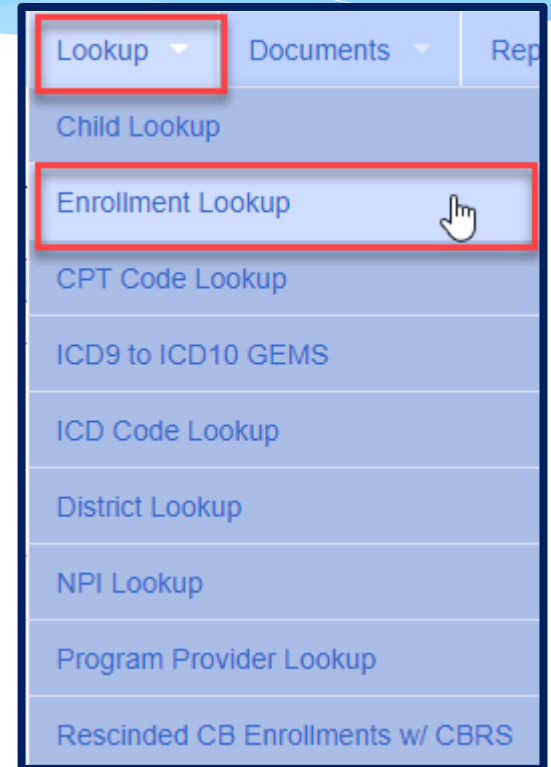 Lookup Documents Rep
Child Lookup
Enrollment Lookup
CPT Code Lookup
ICD9 to ICD10 GEMS
ICD Code Lookup
District Lookup
NPI Lookup
Program Provider Lookup
Rescinded CB Enrollments w/ CBRS